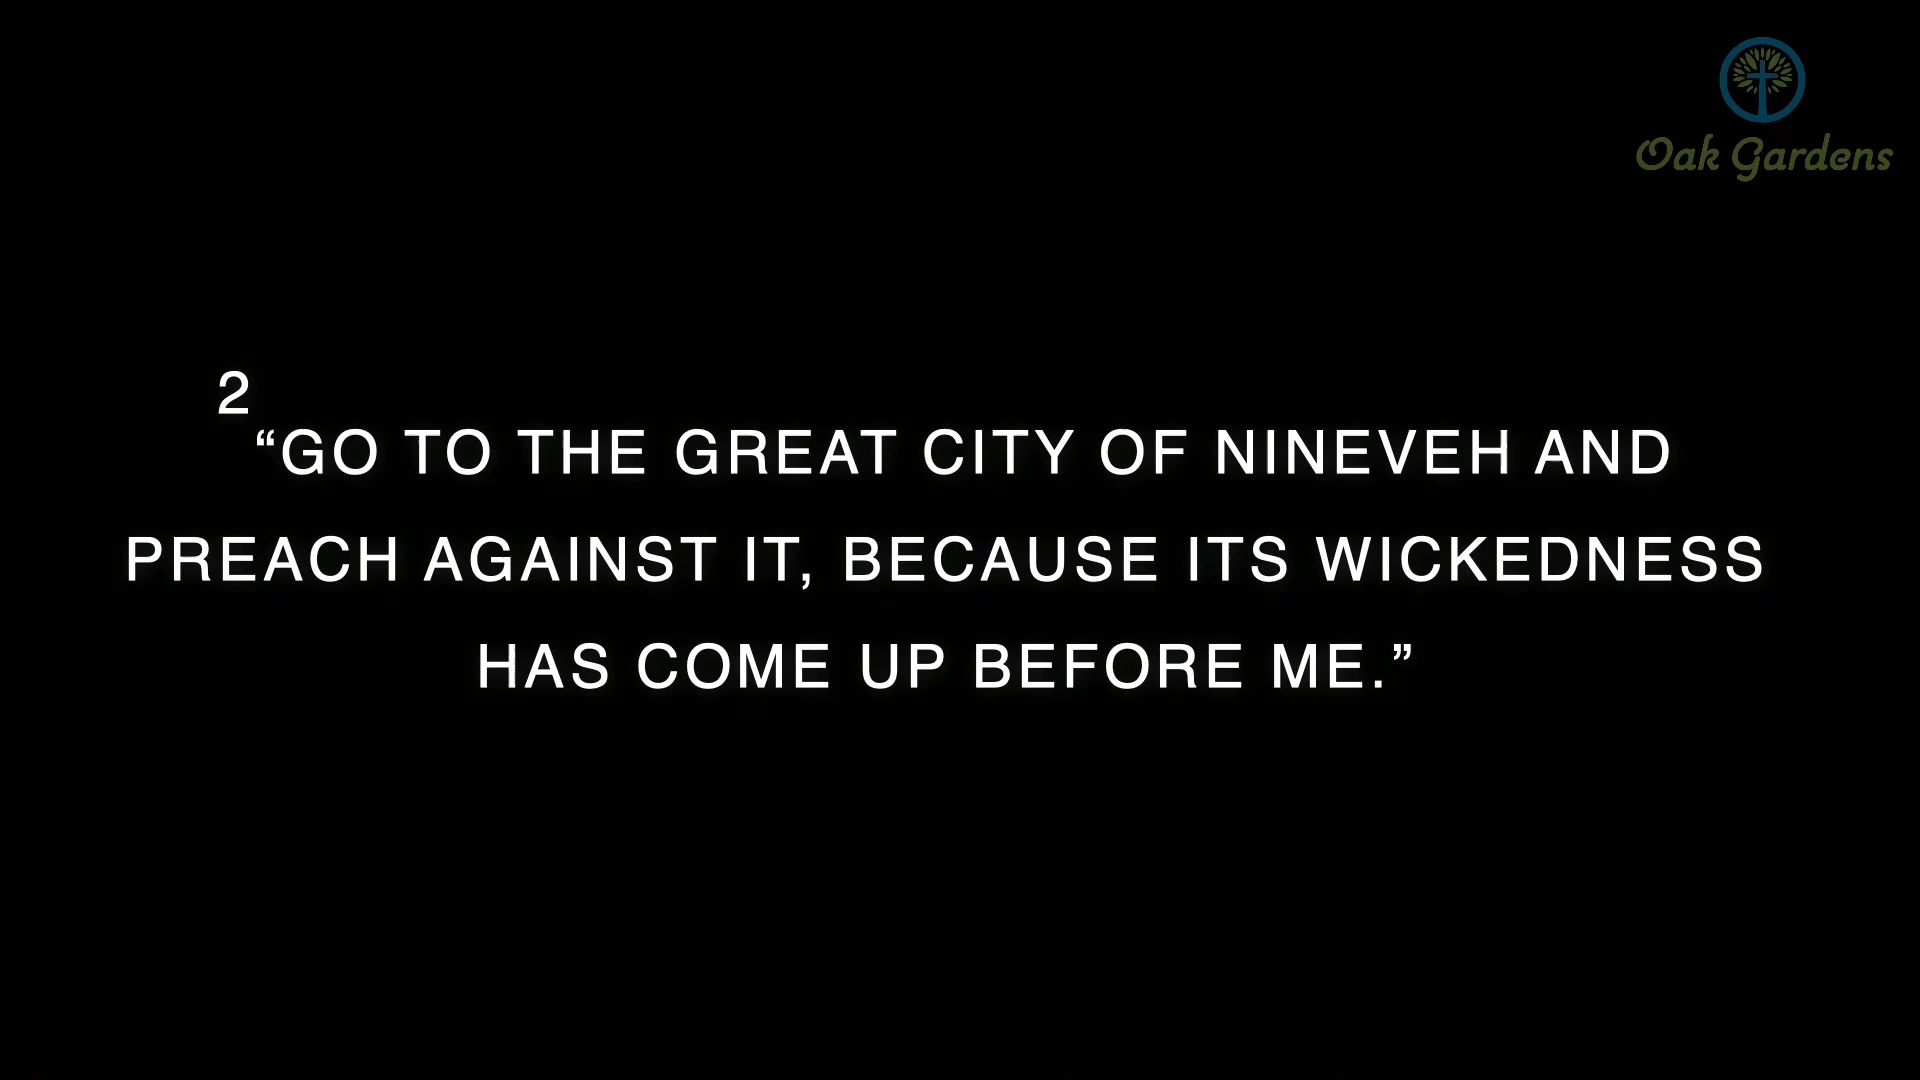 Oak Gardens
2
“GO TO THE GREAT CITY OF NINEVEH AND
PREACH AGAINST IT, BECAUSE ITS WICKEDNESS
HAS COME UP BEFORE ME.”